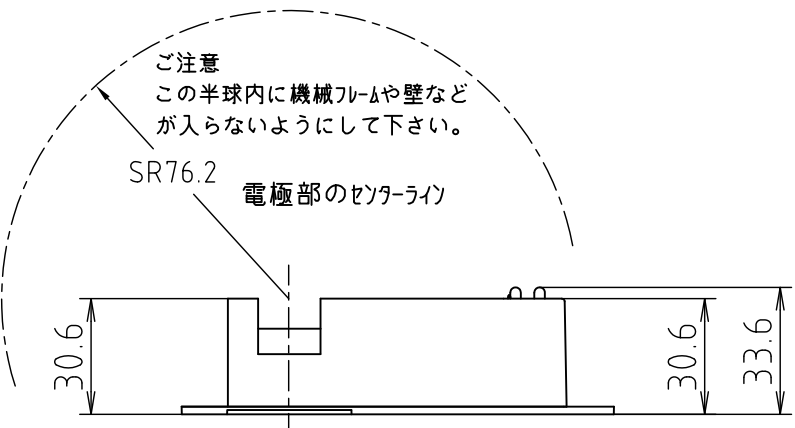 ご注意
この半球内に機械フレームや壁など
が入らないようにして下さい。
SR76.2
電極部のセンターライン
30.6
30.6
33.6